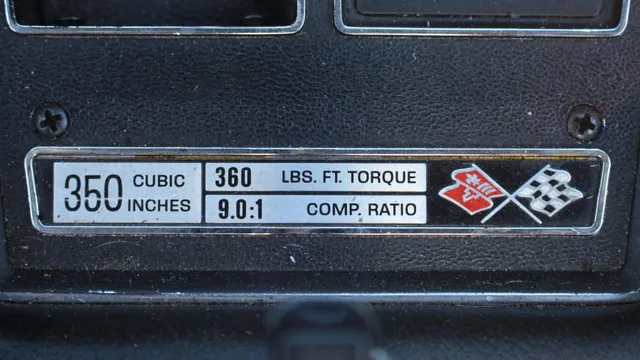 350 CUBIC INCHES
360 LBS. FT. TORQUE
9.0:1 COMP. RATIO